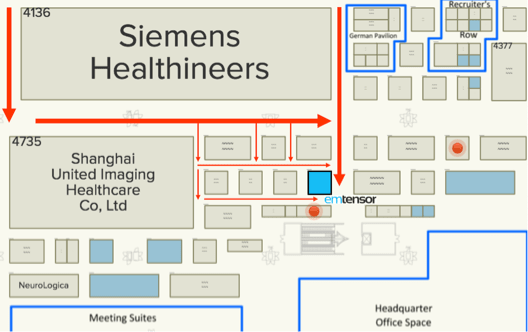 4136
Siemens
Healthineers
German Pavilion
Recruiter's
Row
4377
4735
Shanghai
United Imaging
Healthcare
Co, Ltd
emtensor
NeuroLogica
Meeting Suites
Headquarter
Office Space